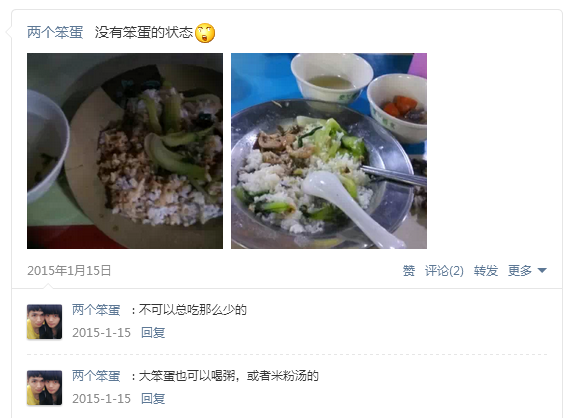 两个笨蛋 没有笨蛋的状态
2015年1月15日 赞 评论(2) 转发 更多
两个笨蛋 : 不可以总吃那么少的
2015-1-15 回复
两个笨蛋 : 大笨蛋也可以喝粥，或者米粉汤的
2015-1-15 回复